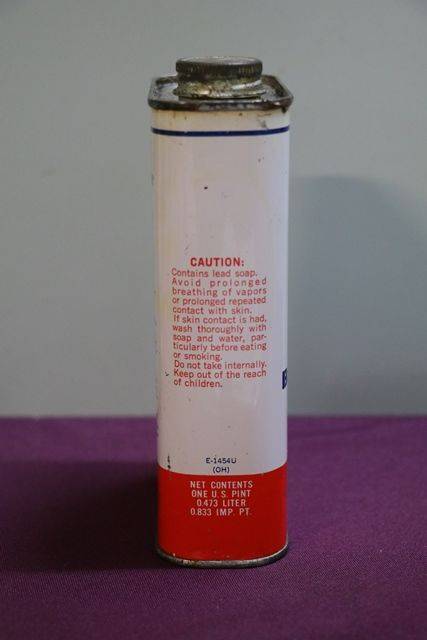 CAUTION:
Contains lead soap.
Avoid prolonged
breathing of vapors
or prolonged repeated
contact with skin.
If skin contact is had,
wash thoroughly with
soap and water, par-
ticularly before eating
or smoking.
Do not take internally.
Keep out of the reach
of children.
E-1454U
(OH)
NET CONTENTS
ONE U.S. PINT
0.473 LITER
0.833 IMP. PT.